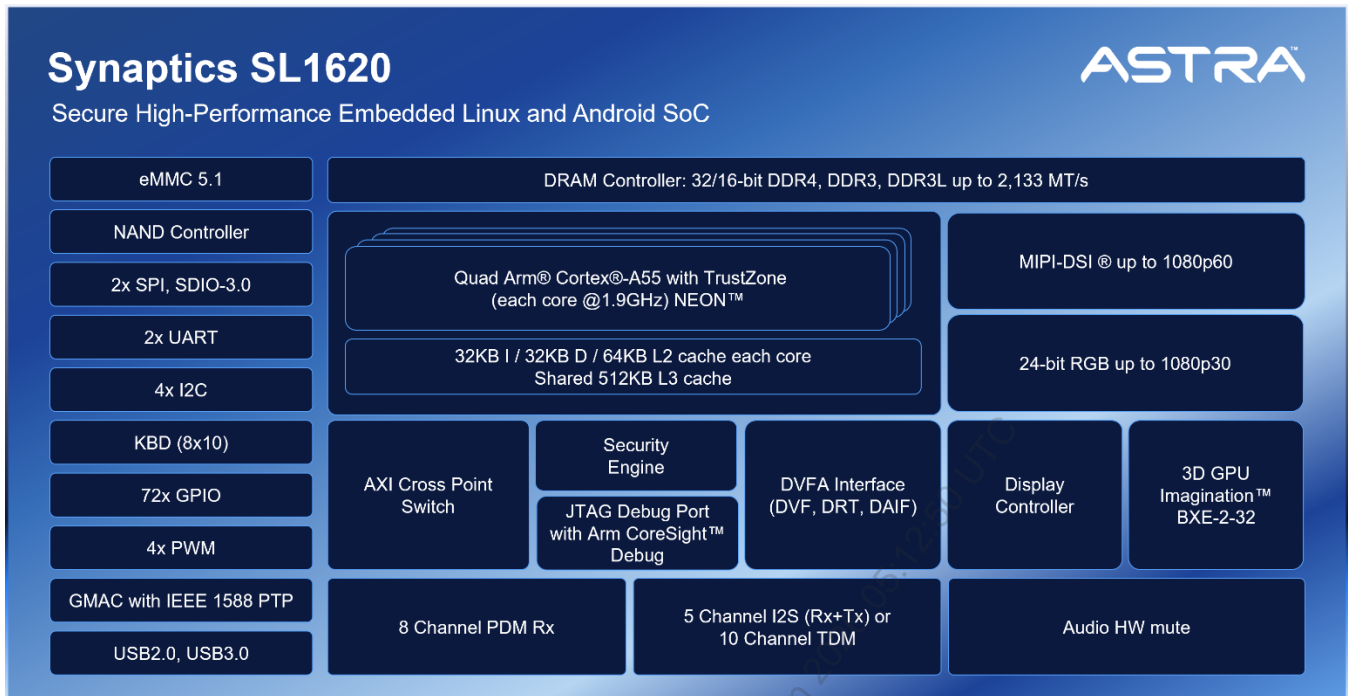 Synaptics SL1620
ASTRA™
Secure High-Performance Embedded Linux and Android SoC
eMMC 5.1
DRAM Controller: 32/16-bit DDR4, DDR3, DDR3L up to 2,133 MT/s
NAND Controller
2x SPI, SDIO-3.0
2x UART
4x I2C
KBD (8x10)
72x GPIO
4x PWM
GMAC with IEEE 1588 PTP
USB2.0, USB3.0
Quad Arm® Cortex®-A55 with TrustZone
(each core @1.9GHz) NEON™
32KB I / 32KB D / 64KB L2 cache each core
Shared 512KB L3 cache
MIPI-DSI ® up to 1080p60
24-bit RGB up to 1080p30
AXI Cross Point
Switch
Security
Engine
JTAG Debug Port
with Arm CoreSight™
Debug
DVFA Interface
(DVF, DRT, DAIF)
Display
Controller
3D GPU
Imagination™
BXE-2-32
8 Channel PDM Rx
5 Channel I2S (Rx+Tx) or
10 Channel TDM
Audio HW mute
05:12:50 UTC